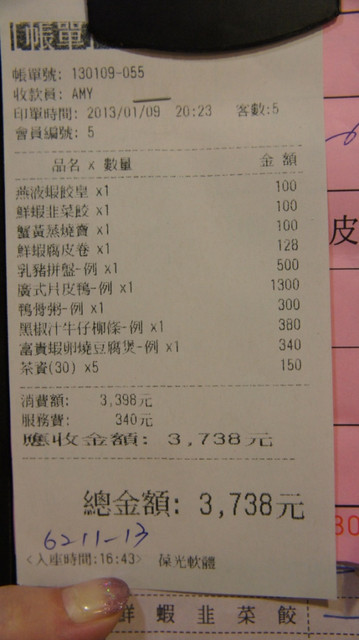 帳單
帳單號: 130109-055
收款員: AMY
印單時間: 2013/01/09 20:23 客數:5
會員編號: 5
品名 x 數量 金額
燕液蝦餃皇 x1 100
鮮蝦韭菜餃 x1 100
蟹黃蒸燒賣 x1 100
鮮蝦腐皮卷 x1 128
乳豬拼盤-例 x1 500
廣式片皮鴨-例 x1 1300
鴨骨粥-例 x1 300
黑椒汁牛仔柳條-例 x1 380
富貴蝦卵燒豆腐煲-例 x1 340
茶資(30) x5 150
消費額: 3,398元
服務費: 340元
應收金額: 3,738元
總金額: 3,738元
6211-13
<入座時間:16:43> 葆光軟體
皮
30
鮮蝦韭菜餃